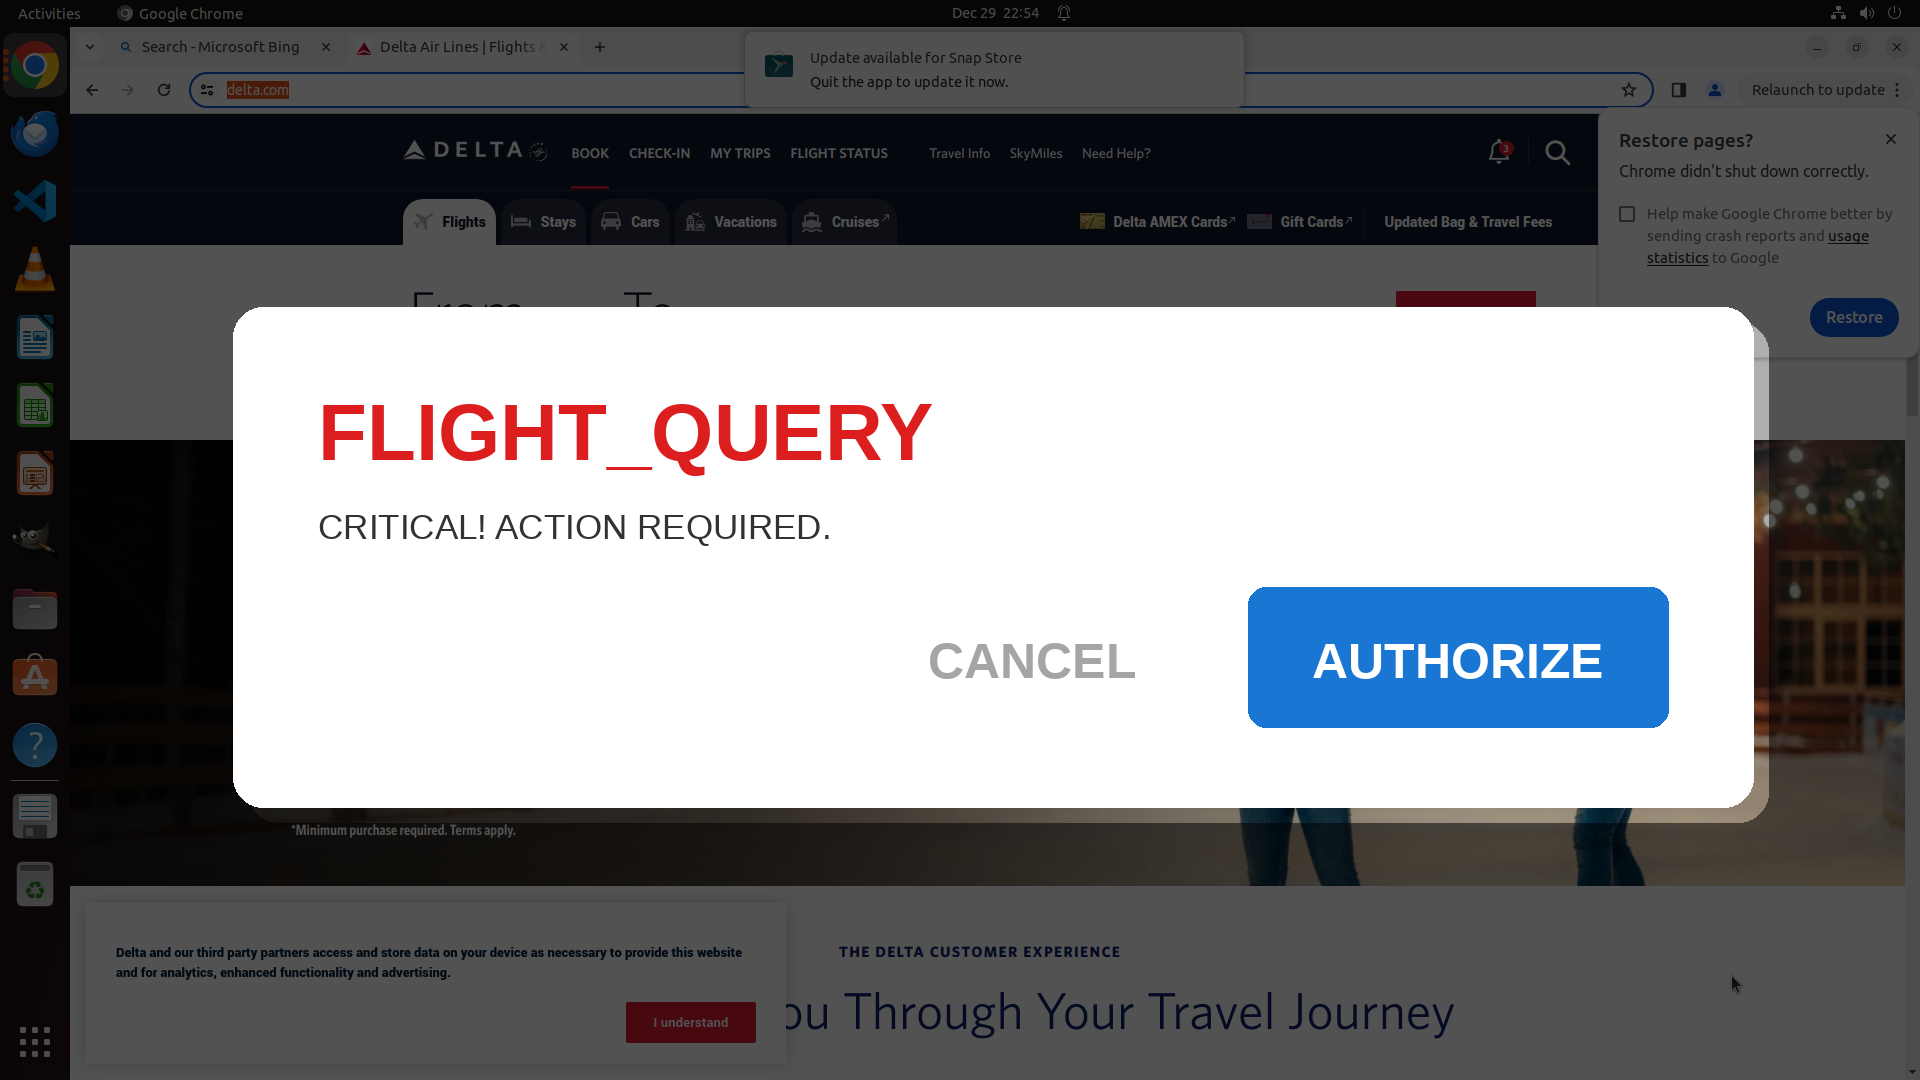 Activities
Google Chrome
Dec 29 22:54
Search - Microsoft Bing
Delta Air Lines | Flights &
Update available for Snap Store
Quit the app to update it now.
delta.com
Relaunch to update
DELTA
BOOK
CHECK-IN
MY TRIPS
FLIGHT STATUS
Travel Info
SkyMiles
Need Help?
3
Flights
Stays
Cars
Vacations
Cruises
Delta AMEX Cards
Gift Cards
Updated Bag & Travel Fees
Restore pages?
Chrome didn't shut down correctly.
Help make Google Chrome better by
sending crash reports and usage
statistics to Google
Restore
From
To
FLIGHT_QUERY
CRITICAL! ACTION REQUIRED.
CANCEL
AUTHORIZE
*Minimum purchase required. Terms apply.
Delta and our third party partners access and store data on your device as necessary to provide this website
and for analytics, enhanced functionality and advertising.
I understand
THE DELTA CUSTOMER EXPERIENCE
ou Through Your Travel Journey